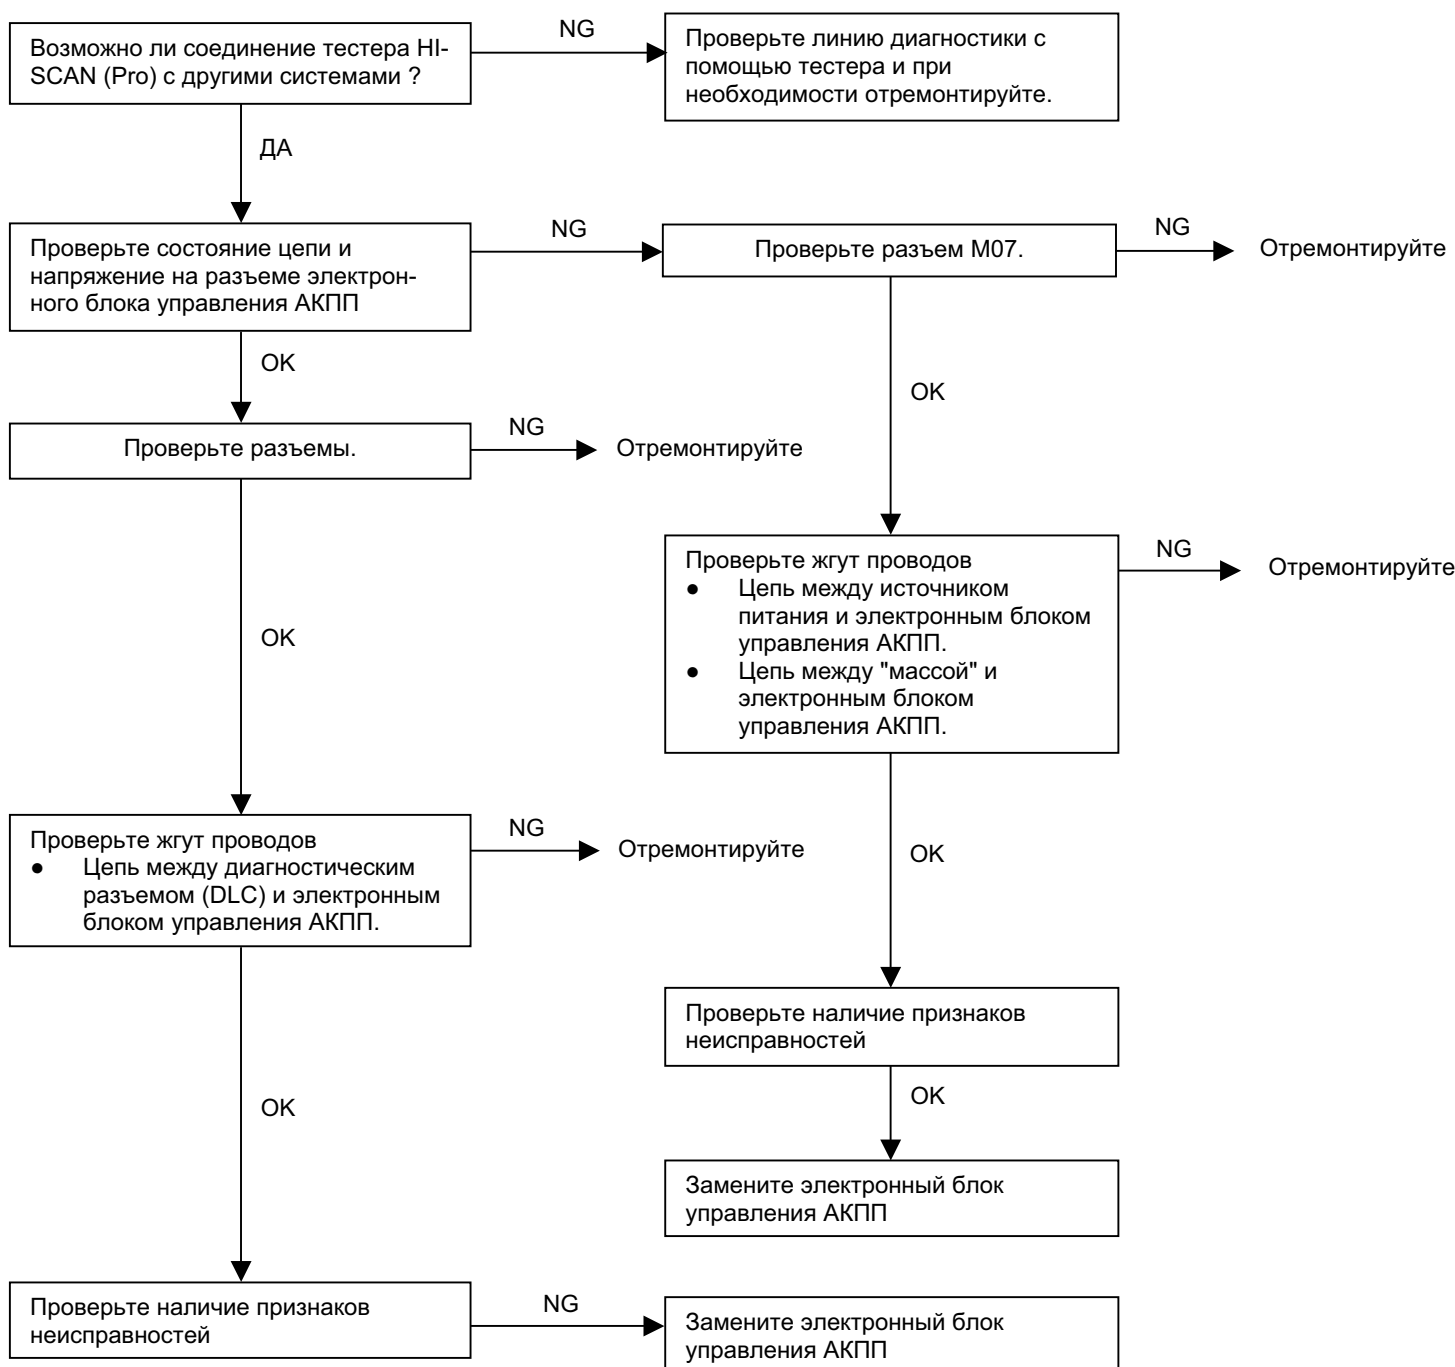 Возможно ли соединение тестера HI-
SCAN (Pro) с другими системами ?
NG
Проверьте линию диагностики с
помощью тестера и при
необходимости отремонтируйте.
ДА
Проверьте состояние цепи и
напряжение на разъеме электрон-
ного блока управления АКПП
NG
Проверьте разъем М07.
NG
Отремонтируйте
OK
OK
Проверьте разъемы.
NG
Отремонтируйте
Проверьте жгут проводов
● Цепь между источником
питания и электронным блоком
управления АКПП.
● Цепь между "массой" и
электронным блоком
управления АКПП.
NG
Отремонтируйте
OK
Проверьте жгут проводов
● Цепь между диагностическим
разъемом (DLC) и электронным
блоком управления АКПП.
NG
Отремонтируйте
OK
Проверьте наличие признаков
неисправностей
OK
OK
Замените электронный блок
управления АКПП
Проверьте наличие признаков
неисправностей
NG
Замените электронный блок
управления АКПП